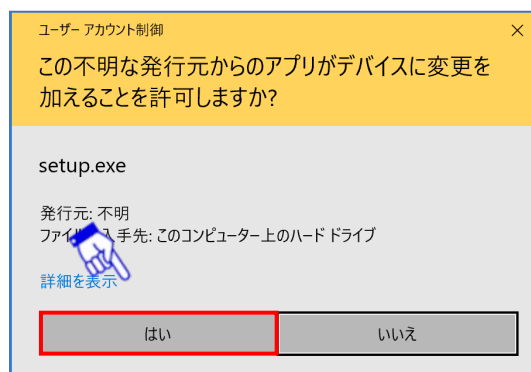 ユーザー アカウント制御
この不明な発行元からのアプリがデバイスに変更を
加えることを許可しますか?
setup.exe
発行元: 不明
ファイル 入手先: このコンピューター上のハード ドライブ
詳細を表示
はい
いいえ